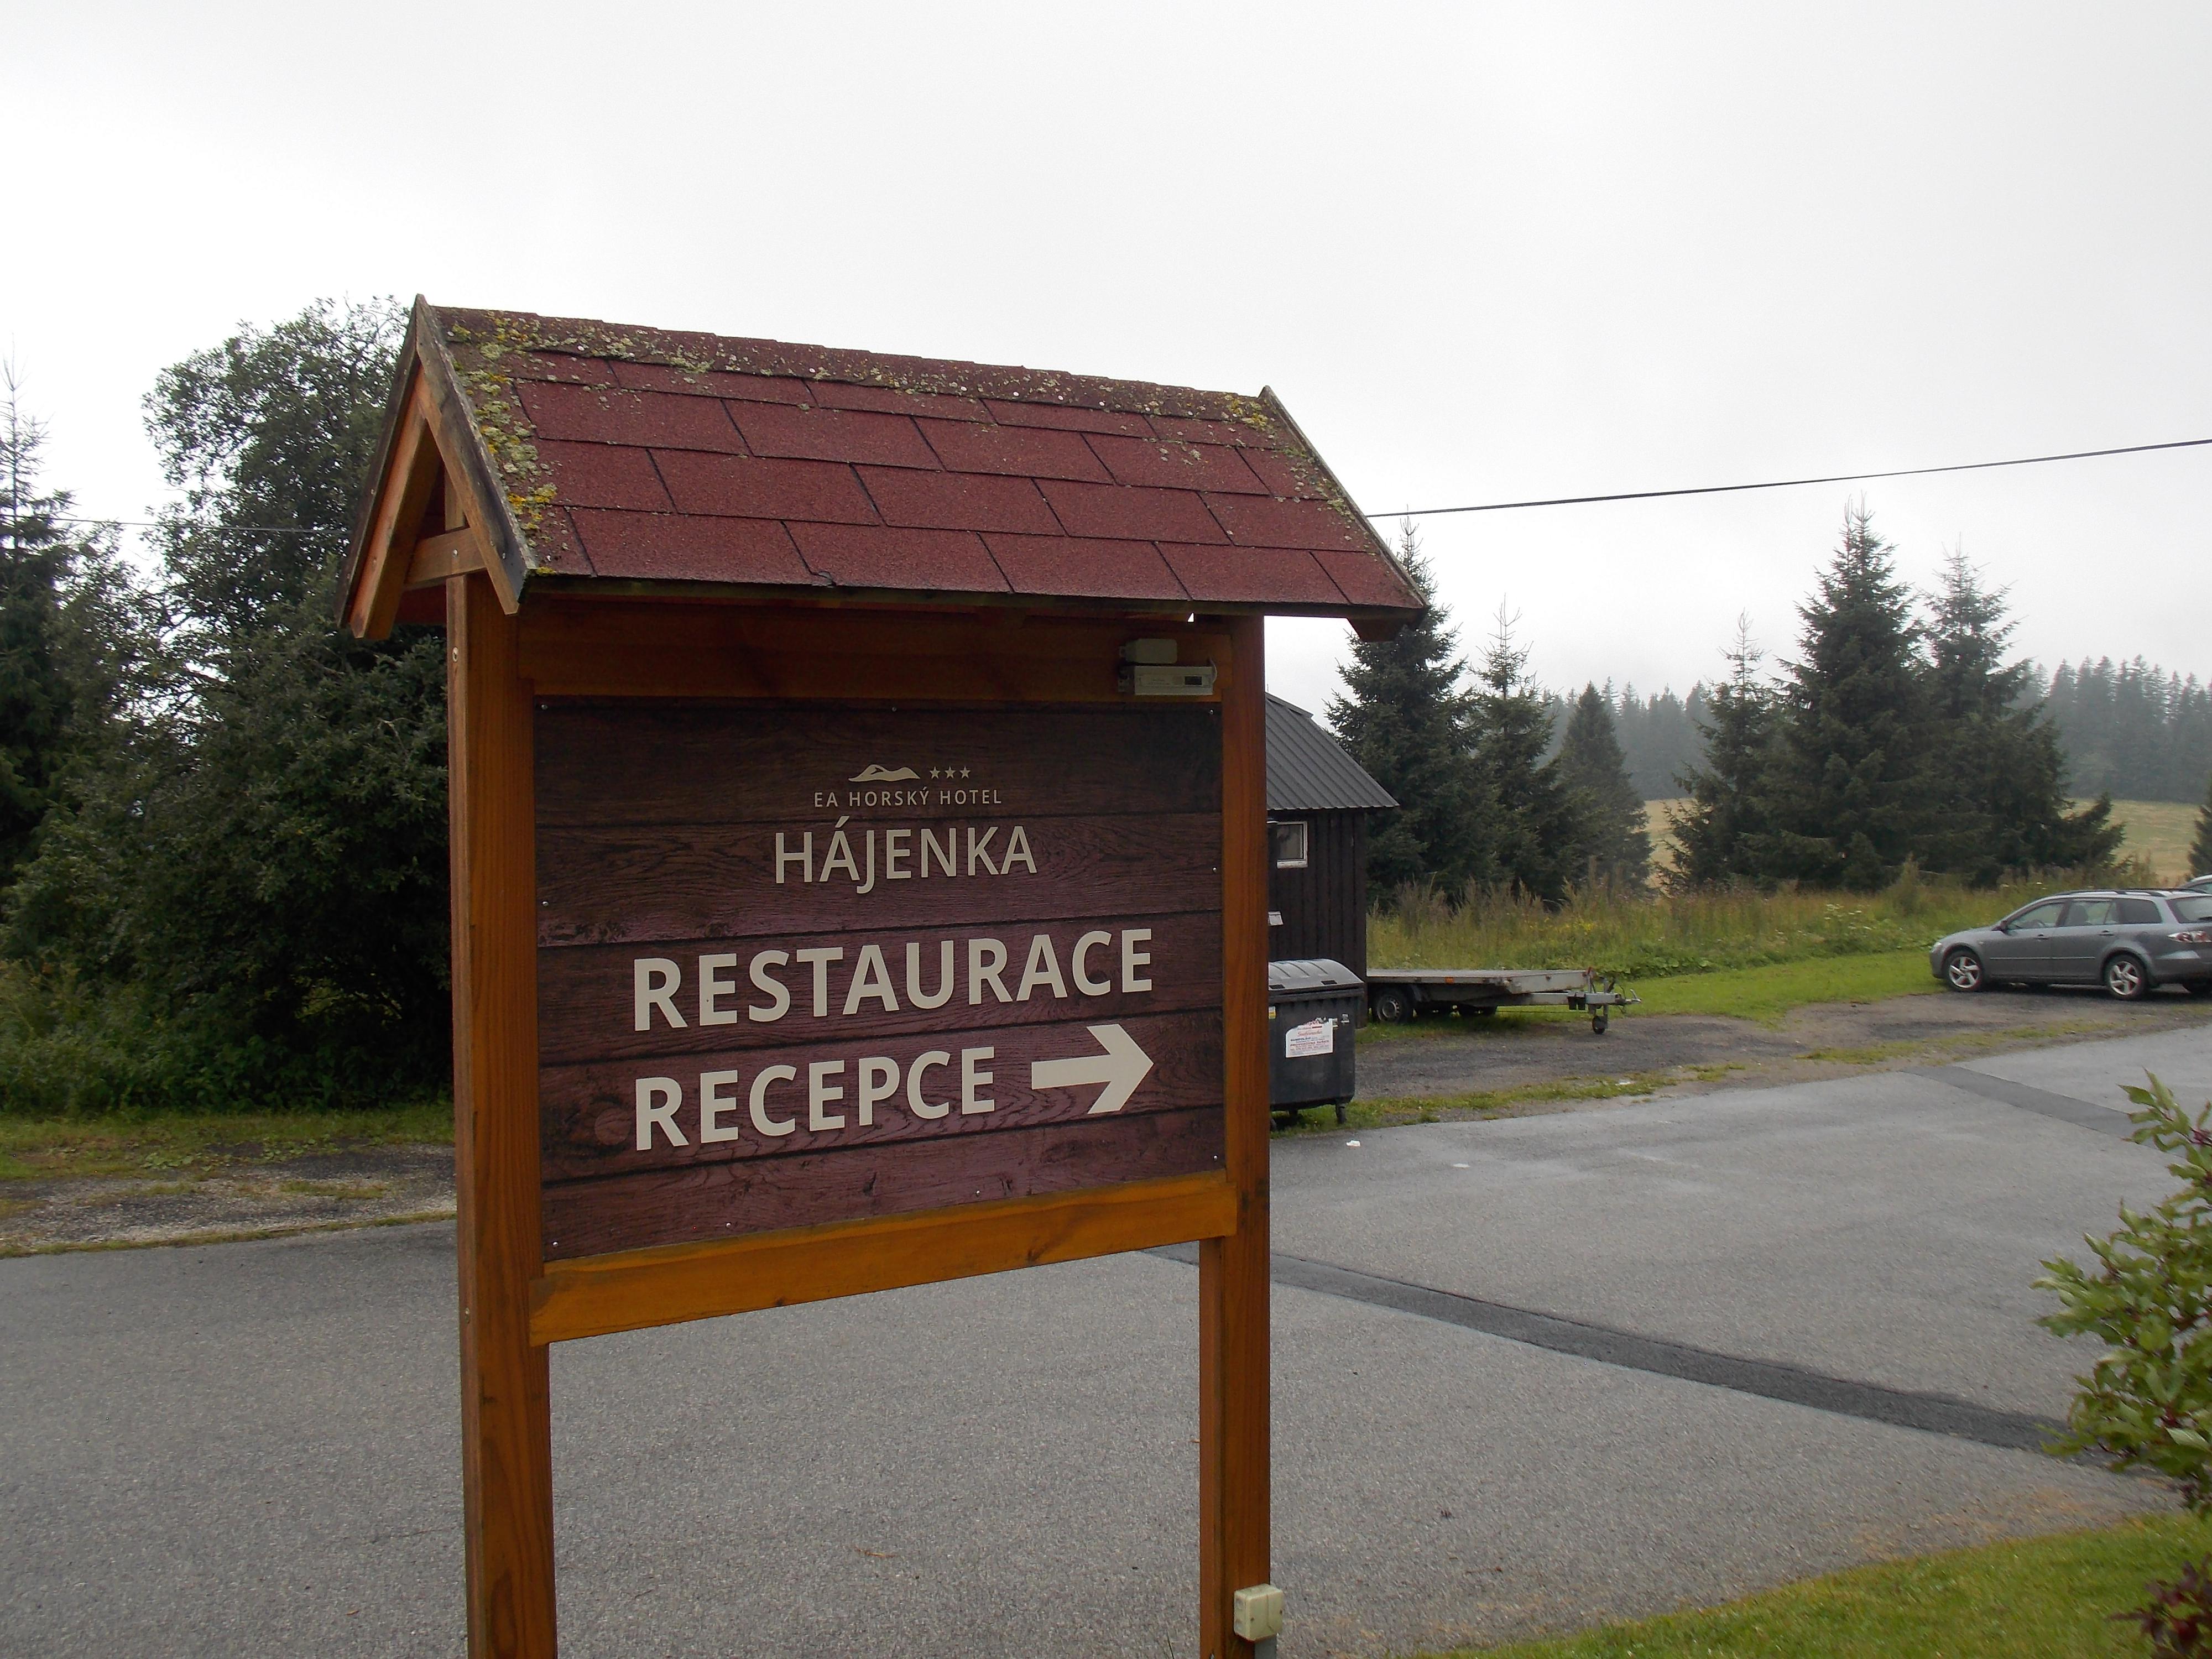 EA HORSKÝ HOTEL
HÁJENKA
RESTAURACE
RECEPCE